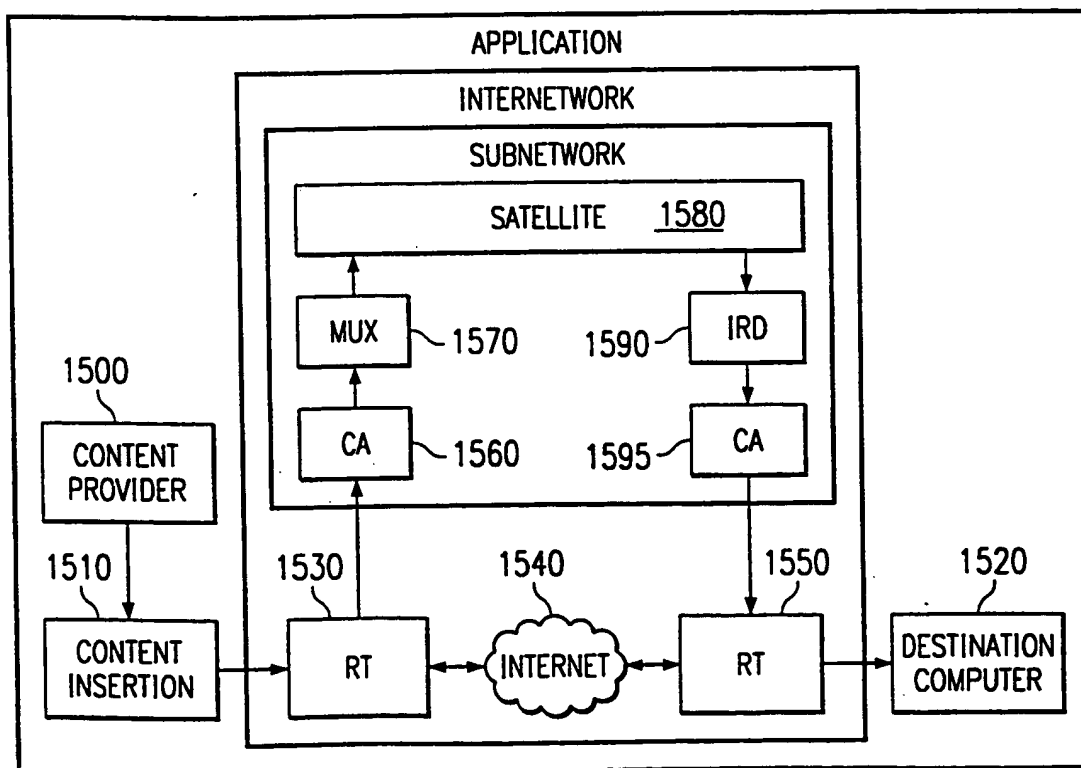 APPLICATION
INTERNETWORK
SUBNETWORK
SATELLITE 1580
MUX 1570
1590 IRD
1500
CA 1560
1595 CA
CONTENT
PROVIDER
1510
1530
1540
1550
1520
CONTENT
INSERTION
RT
INTERNET
RT
DESTINATION
COMPUTER